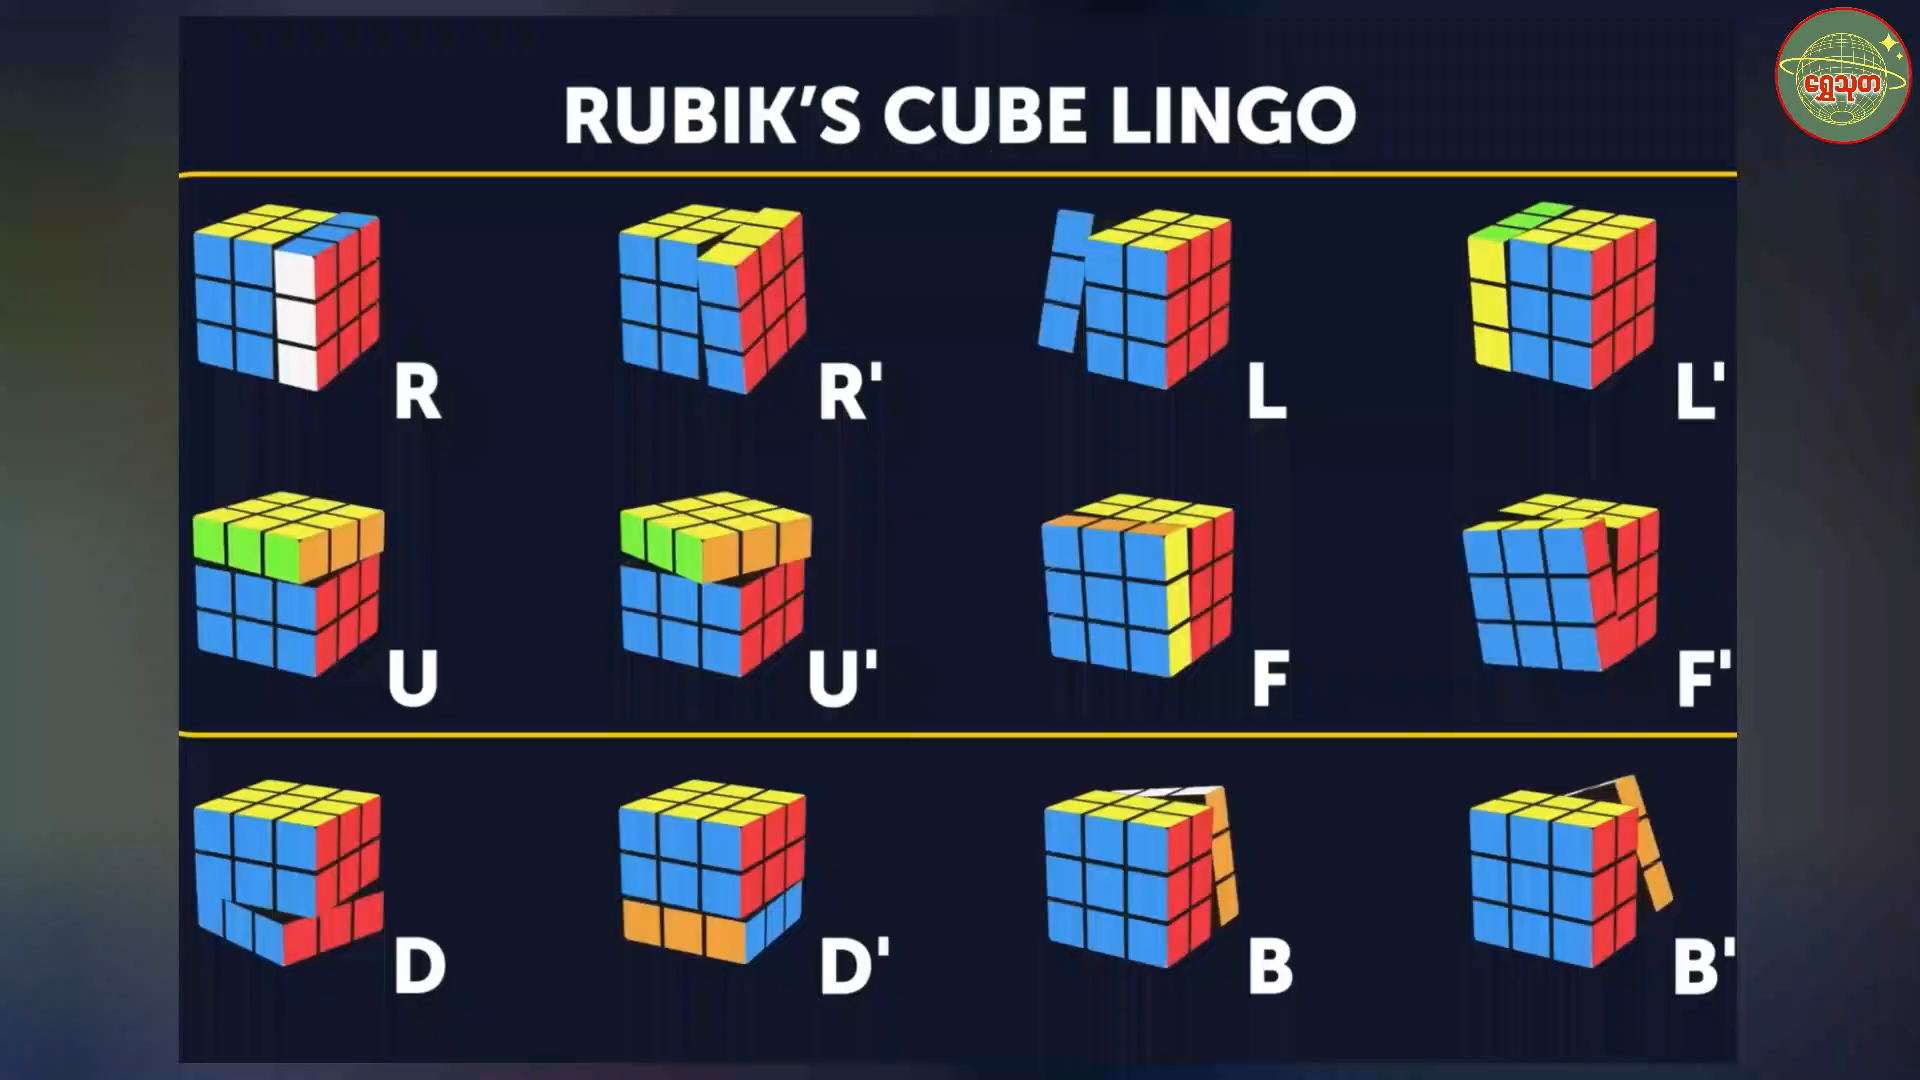 RUBIK’S CUBE LINGO
R
R'
L
L'
U
U'
F
F'
D
D'
B
B'